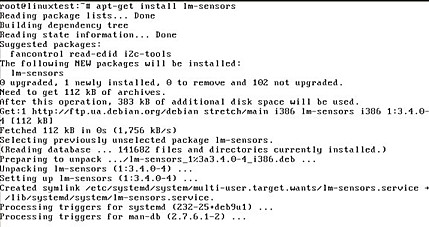 root@linuxtest:~# apt-get install lm-sensors
Reading package lists... Done
Building dependency tree
Reading state information... Done
Suggested packages:
  fancontrol read-edid i2c-tools
The following NEW packages will be installed:
  lm-sensors
0 upgraded, 1 newly installed, 0 to remove and 102 not upgraded.
Need to get 112 kB of archives.
After this operation, 383 kB of additional disk space will be used.
Get:1 http://ftp.ua.debian.org/debian stretch/main i386 lm-sensors i386 1:3.4.0-
4 [112 kB]
Fetched 112 kB in 0s (1,756 kB/s)
Selecting previously unselected package lm-sensors.
(Reading database ... 141682 files and directories currently installed.)
Preparing to unpack .../lm-sensors_1%3a3.4.0-4_i386.deb ...
Unpacking lm-sensors (1:3.4.0-4) ...
Setting up lm-sensors (1:3.4.0-4) ...
Created symlink /etc/systemd/system/multi-user.target.wants/lm-sensors.service →
 /lib/systemd/system/lm-sensors.service.
Processing triggers for systemd (232-25+deb9u1) ...
Processing triggers for man-db (2.7.6.1-2) ...